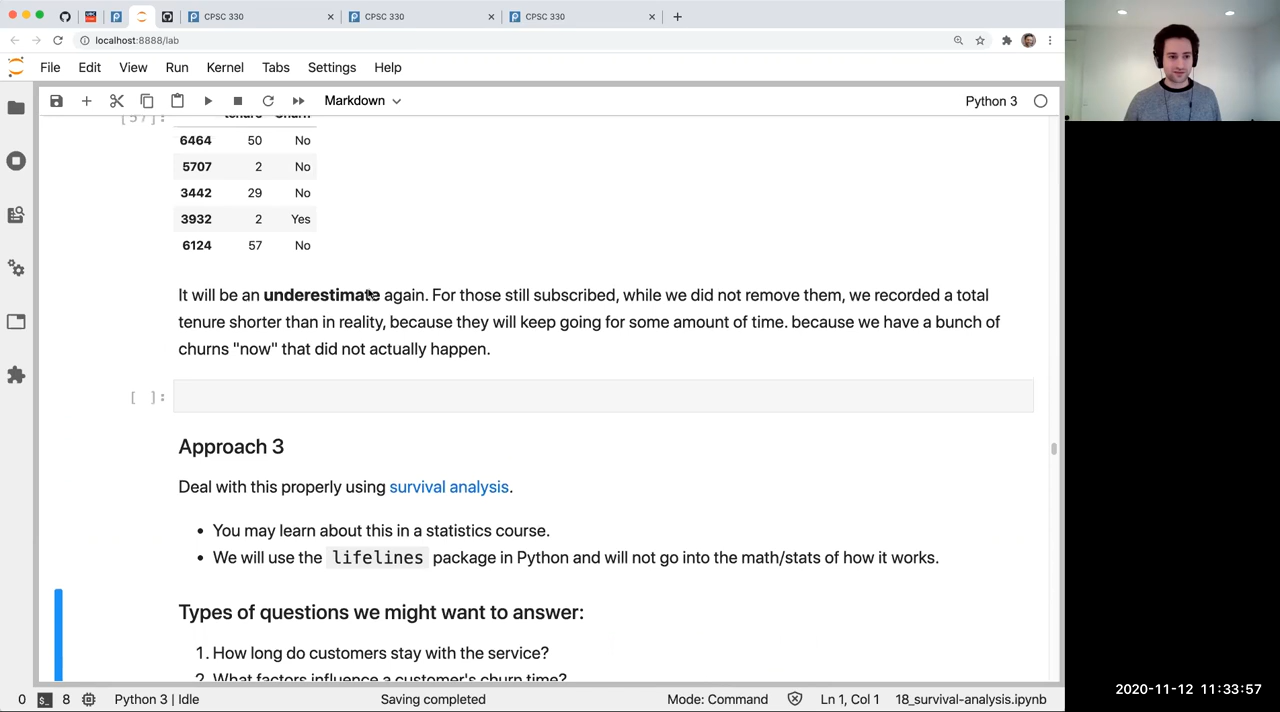 CPSC 330
CPSC 330
CPSC 330
localhost:8888/lab
File Edit View Run Kernel Tabs Settings Help
Markdown
Python 3
6464 50 No
5707 2 No
3442 29 No
3932 2 Yes
6124 57 No
It will be an underestimate again. For those still subscribed, while we did not remove them, we recorded a total
tenure shorter than in reality, because they will keep going for some amount of time. because we have a bunch of
churns "now" that did not actually happen.
[ ]:
Approach 3
Deal with this properly using survival analysis.
• You may learn about this in a statistics course.
• We will use the lifelines package in Python and will not go into the math/stats of how it works.
Types of questions we might want to answer:
1. How long do customers stay with the service?
2. What factors influence a customer's churn time?
0 8 Python 3 | Idle Saving completed Mode: Command Ln 1, Col 1 18_survival-analysis.ipynb
2020-11-12 11:33:57